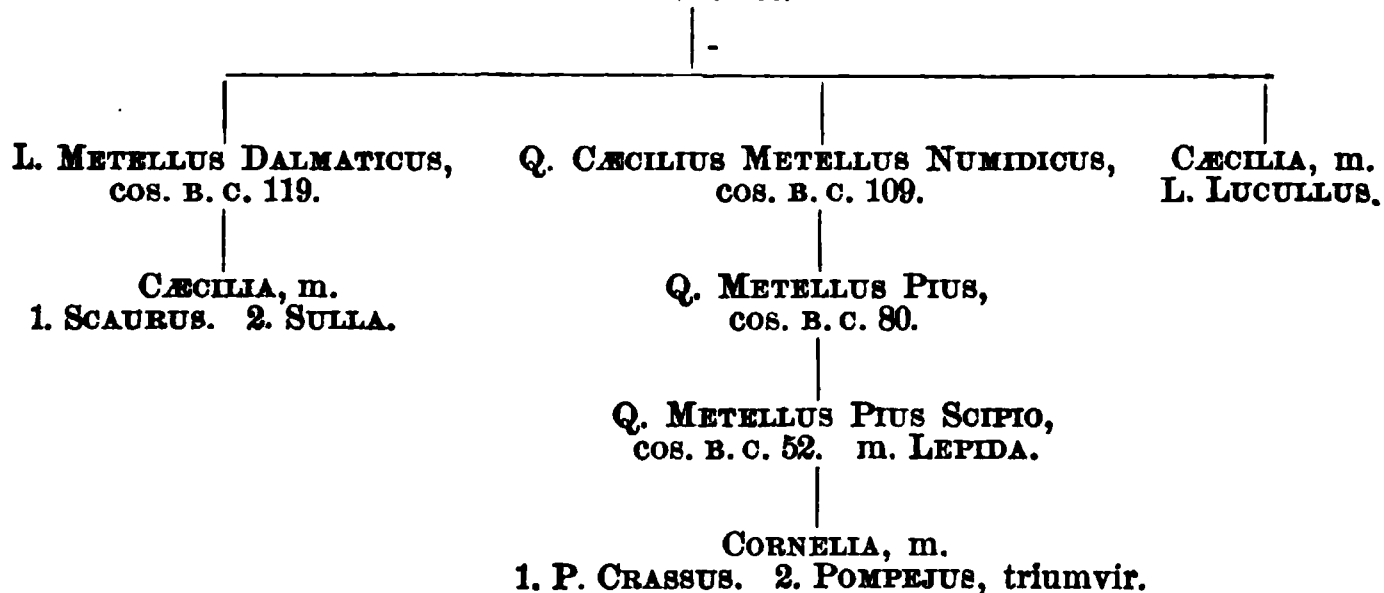 L. METELLUS DALMATICUS,
COS. B. C. 119.
Q. CÆCILIUS METELLUS NUMIDICUS,
COS. B. C. 109.
CÆCILIA, m.
L. LUCULLUS.
CÆCILIA, m.
1. SCAURUS. 2. SULLA.
Q. METELLUS PIUS,
COS. B. C. 80.
Q. METELLUS PIUS SCIPIO,
COS. B. C. 52. m. LEPIDA.
CORNELIA, m.
1. P. CRASSUS. 2. POMPEJUS, triumvir.